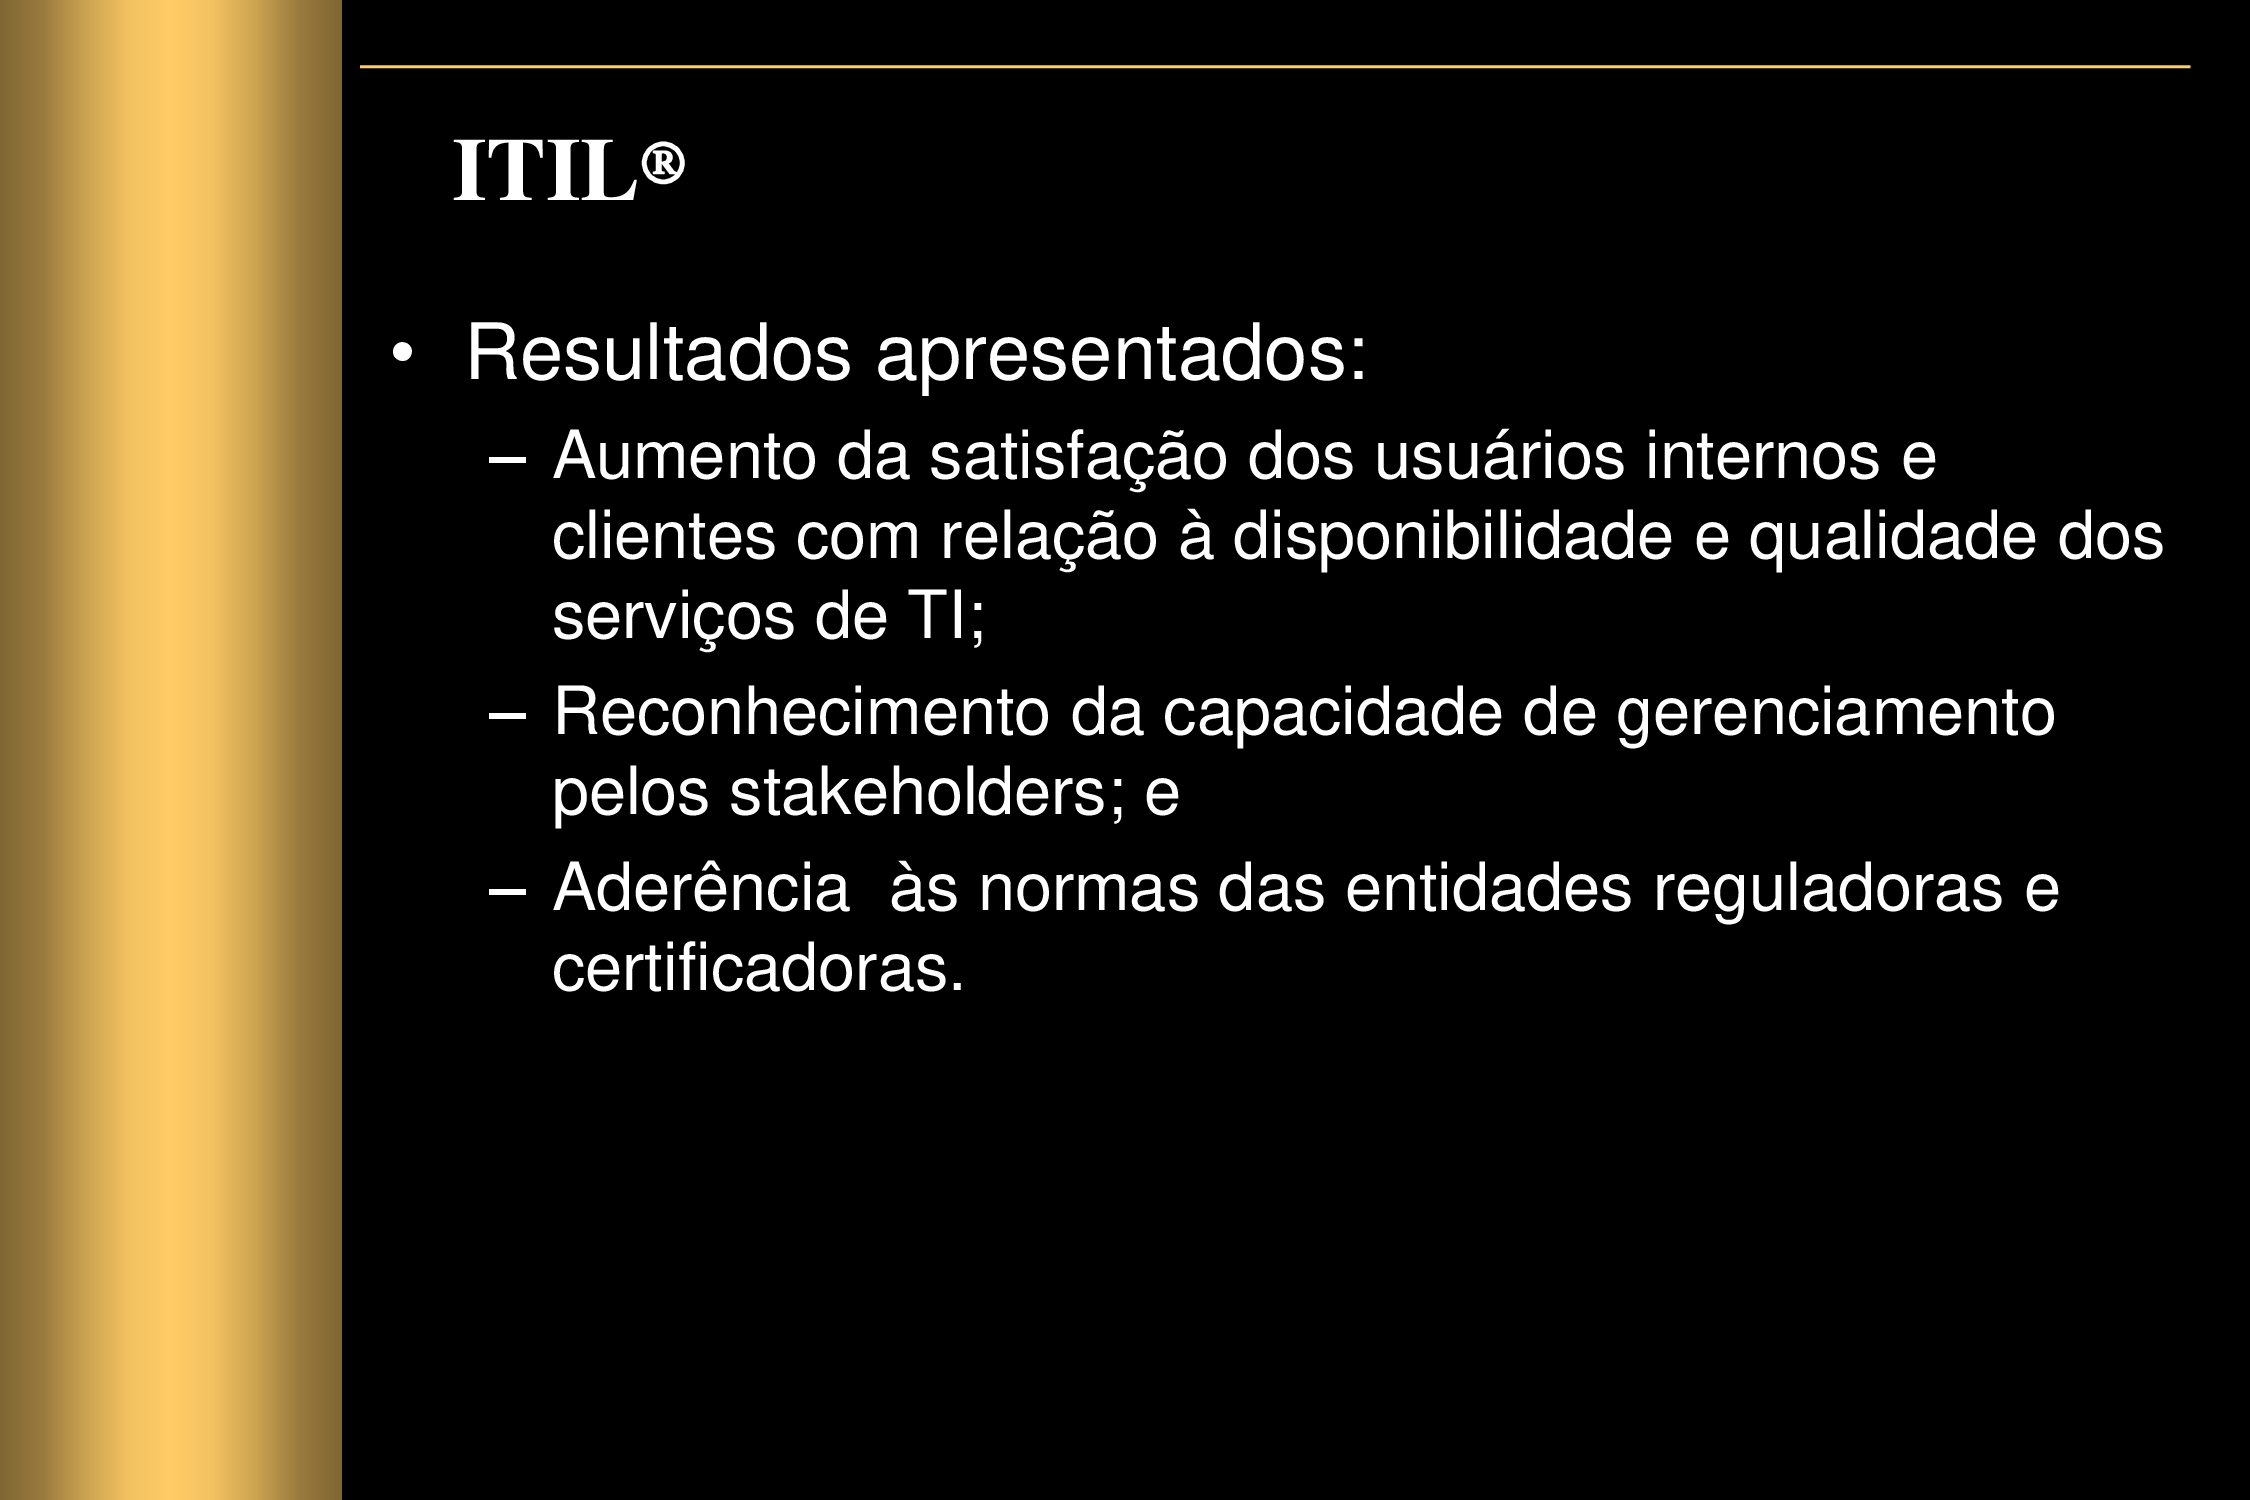 ITIL®
• Resultados apresentados:
– Aumento da satisfação dos usuários internos e
clientes com relação à disponibilidade e qualidade dos
serviços de TI;
– Reconhecimento da capacidade de gerenciamento
pelos stakeholders; e
– Aderência  às normas das entidades reguladoras e
certificadoras.